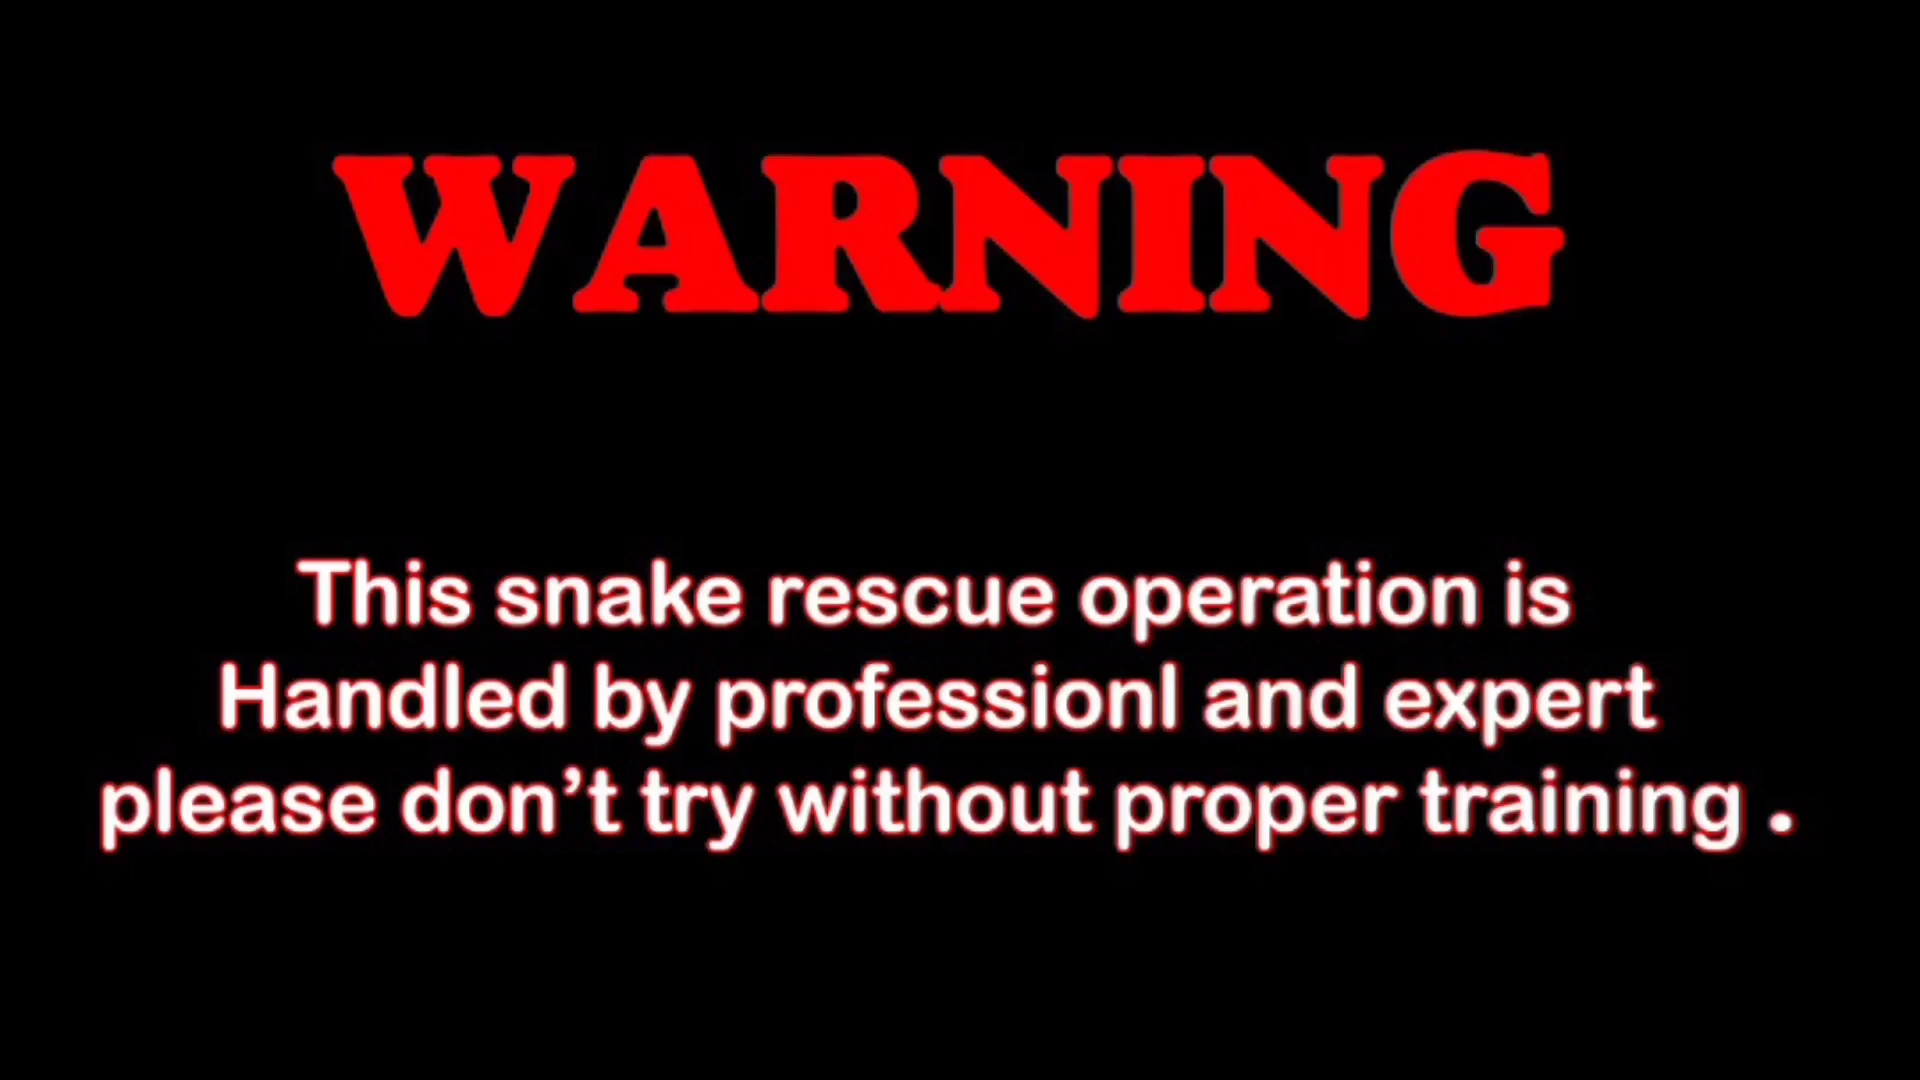 WARNING
This snake rescue operation is
Handled by professionl and expert
please don’t try without proper training .